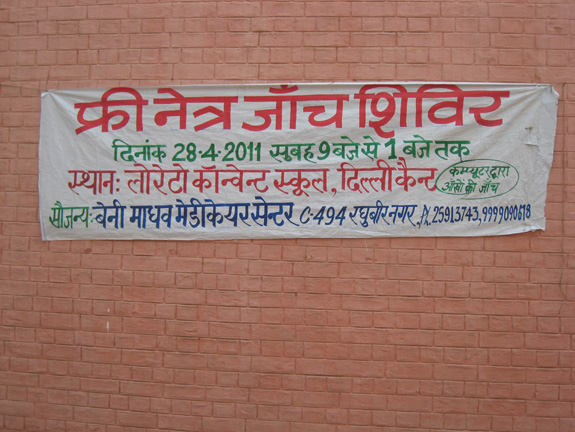 फ्री नेत्र जाँच शिविर
दिनांक 28-4-2011 सुबह 9 बजे से 1 बजे तक
स्थानः लोरेटो कॉन्वेन्ट स्कूल, दिल्ली कैन्ट
कम्प्यूटर द्वारा
आँखों की जाँच
सौजन्यः बेनी माधव मेडीकेयर सेन्टर C-494 रघुबीर नगर, Ph. 25913743, 9999090618